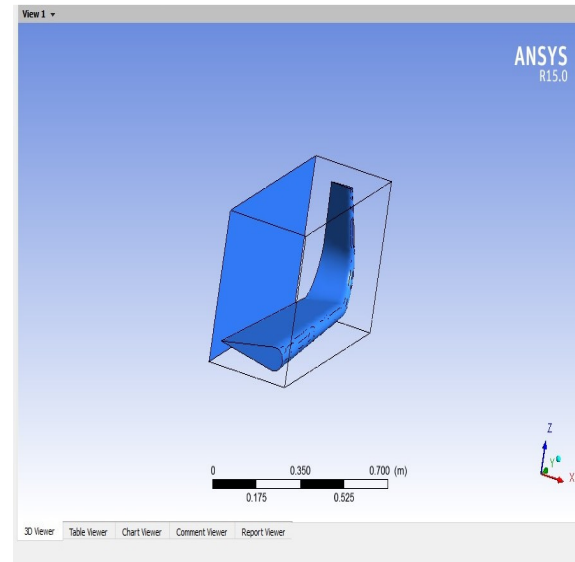 View 1
ANSYS
R15.0
Z
Y
X
0 0.350 0.700 (m)
0.175 0.525
3D Viewer Table Viewer Chart Viewer Comment Viewer Report Viewer